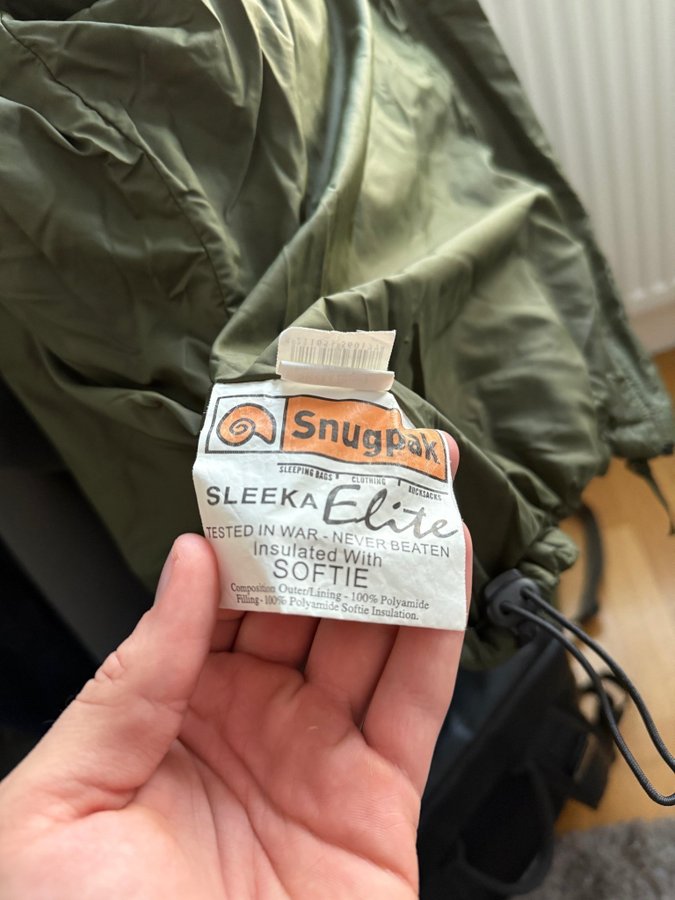 Snugpak
SLEEPING BAGS CLOTHING RUCKSACKS
SLEEKA Elite
TESTED IN WAR - NEVER BEATEN
Insulated With
SOFTIE
Composition Outer/Lining - 100% Polyamide
Filling - 100% Polyamide Softie Insulation.